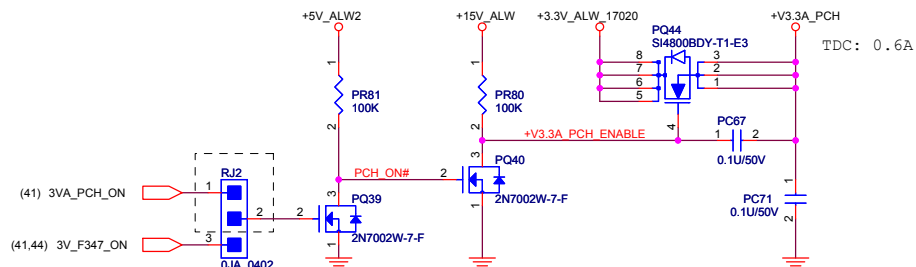 +5V_ALW2
+15V_ALW
+3.3V_ALW_17020
+V3.3A_PCH
PQ44
SI4800BDY-T1-E3
TDC: 0.6A
8
7
6
5
3
2
1
4
1
PR81
100K
2
1
PR80
100K
2
+V3.3A_PCH_ENABLE
PC67
1
2
0.1U/50V
PCH_ON#
2
3
PQ40
2N7002W-7-F
1
RJ2
(41) 3VA_PCH_ON
1
2
2
3
PQ39
2N7002W-7-F
1
(41,44) 3V_F347_ON
3
0JA_0402
1
PC71
0.1U/50V
2